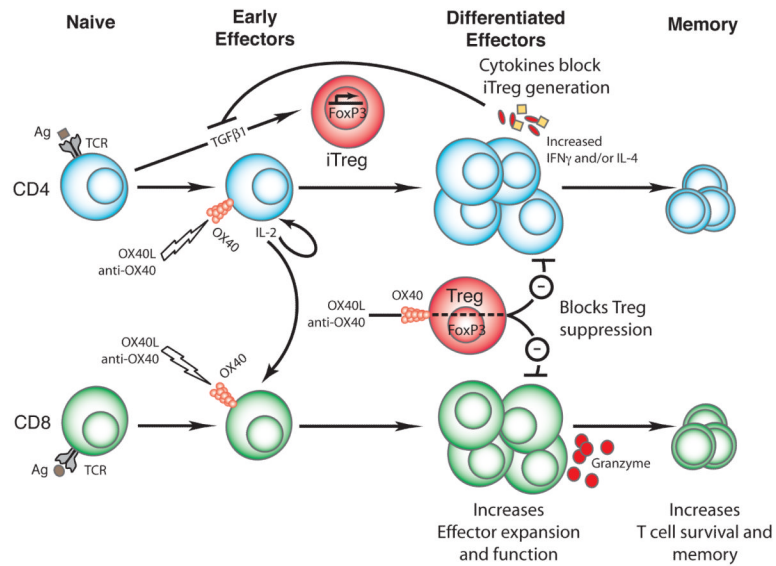 Naive
Early
Effectors
Differentiated
Effectors
Memory
Cytokines block
iTreg generation
FoxP3
TGFβ1
iTreg
Ag
TCR
Increased
IFNγ and/or IL-4
CD4
OX40
IL-2
OX40L
anti-OX40
OX40L
anti-OX40
OX40
Treg
FoxP3
Blocks Treg
suppression
OX40L
anti-OX40
OX40
CD8
Ag
TCR
Granzyme
Increases
Effector expansion
and function
Increases
T cell survival and
memory